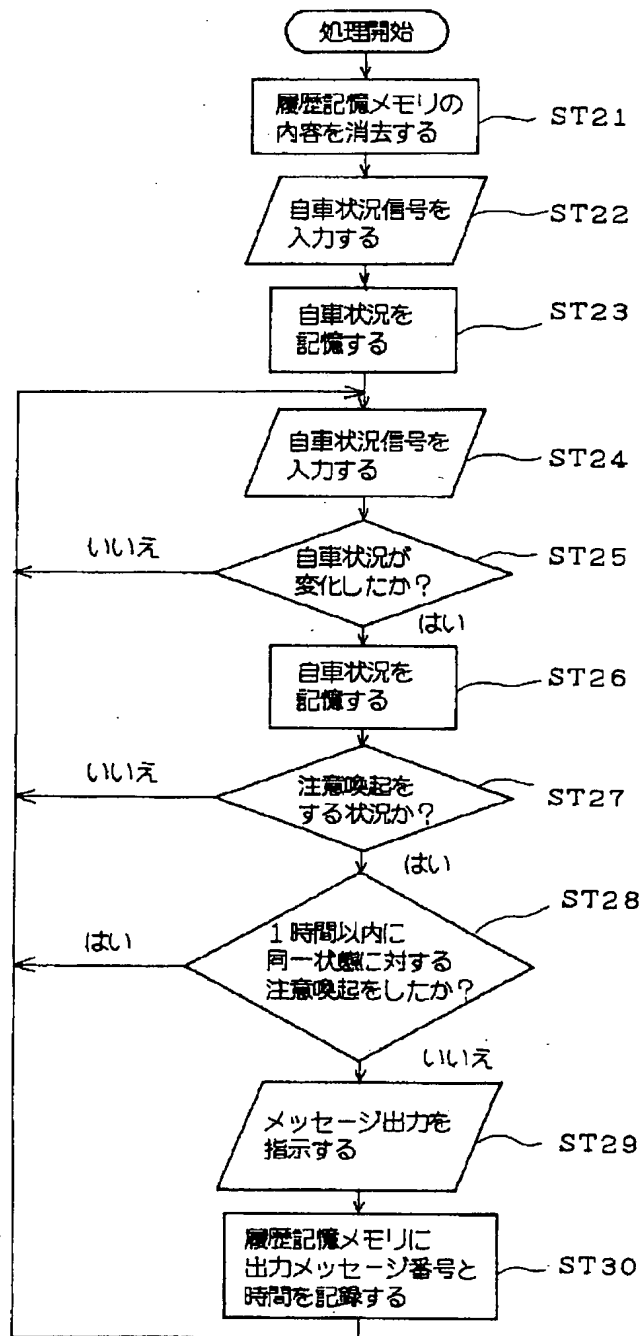 処理開始
履歴記憶メモリの
内容を消去する
ST21
自車状況信号を
入力する
ST22
自車状況を
記憶する
ST23
自車状況信号を
入力する
ST24
いいえ
自車状況が
変化したか?
ST25
はい
自車状況を
記憶する
ST26
いいえ
注意喚起を
する状況か?
ST27
はい
はい
1時間以内に
同一状態に対する
注意喚起をしたか?
ST28
いいえ
メッセージ出力を
指示する
ST29
履歴記憶メモリに
出力メッセージ番号と
時間を記録する
ST30